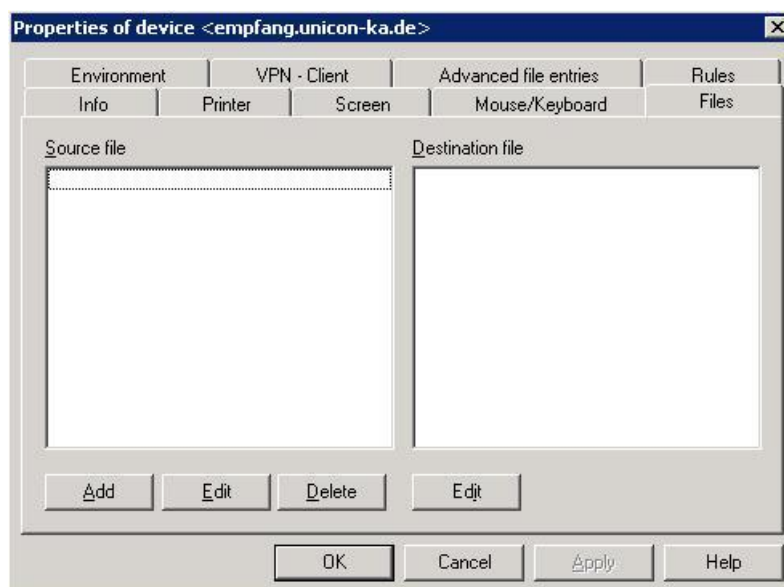 Properties of device <empfang.unicon-ka.de>
Environment VPN - Client Advanced file entries Rules
Info Printer Screen Mouse/Keyboard Files
Source file Destination file
Add Edit Delete Edit
OK Cancel Apply Help